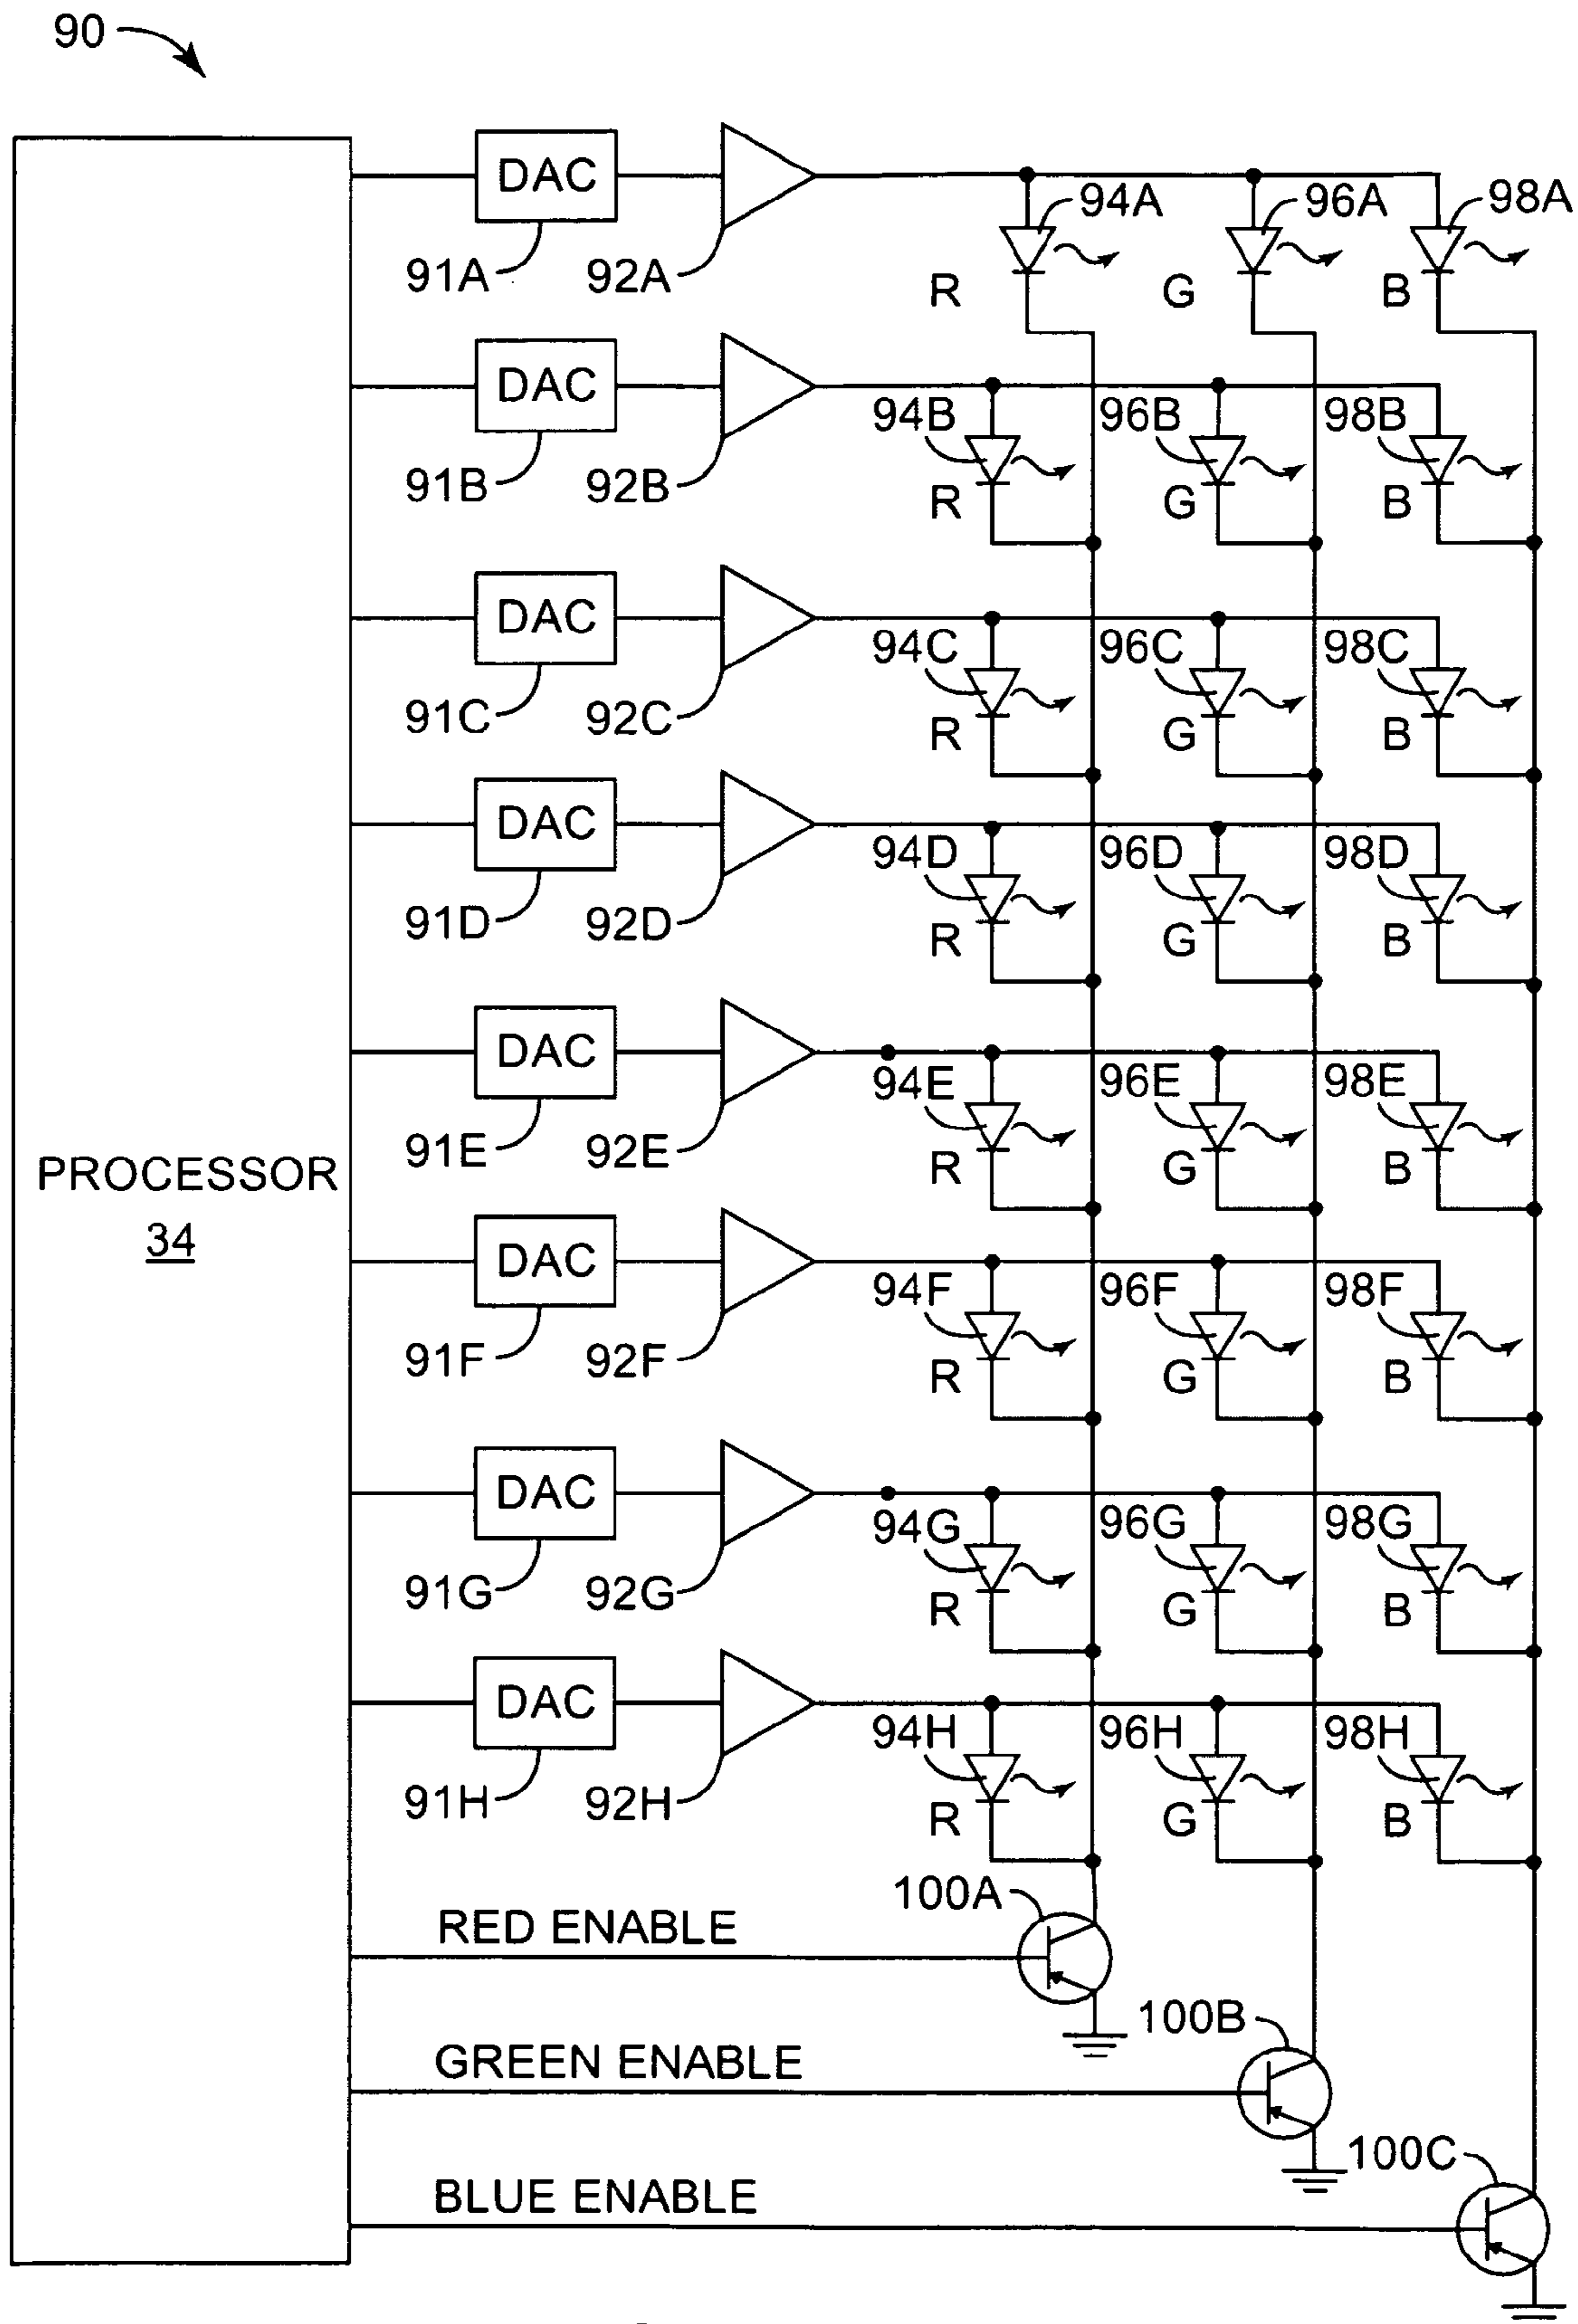 90
DAC
94A
96A
98A
91A
92A
R
G
B
DAC
94B
96B
98B
91B
92B
R
G
B
DAC
94C
96C
98C
91C
92C
R
G
B
DAC
94D
96D
98D
91D
92D
R
G
B
DAC
94E
96E
98E
91E
92E
R
G
B
PROCESSOR
34
DAC
94F
96F
98F
91F
92F
R
G
B
DAC
94G
96G
98G
91G
92G
R
G
B
DAC
94H
96H
98H
91H
92H
R
G
B
100A
RED ENABLE
100B
GREEN ENABLE
100C
BLUE ENABLE